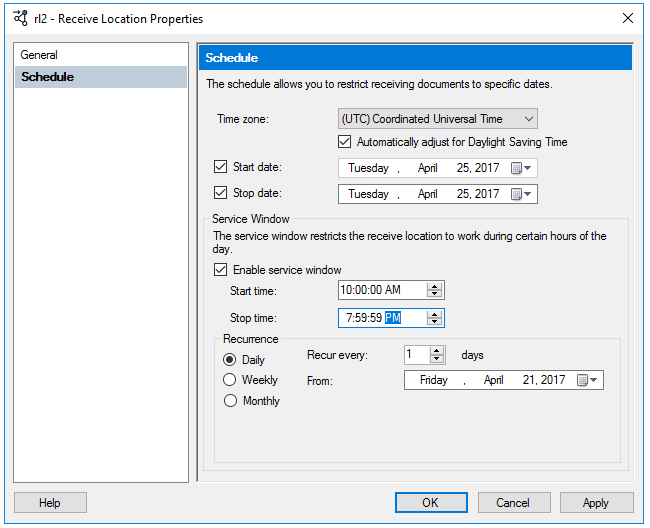 rl2 - Receive Location Properties
General
Schedule
Schedule
The schedule allows you to restrict receiving documents to specific dates.
Time zone: (UTC) Coordinated Universal Time
Automatically adjust for Daylight Saving Time
Start date: Tuesday , April 25, 2017
Stop date: Tuesday , April 25, 2017
Service Window
The service window restricts the receive location to work during certain hours of the
day.
Enable service window
Start time: 10:00:00 AM
Stop time: 7:59:59 PM
Recurrence
Daily Recur every: 1 days
Weekly From: Friday , April 21, 2017
Monthly
Help OK Cancel Apply